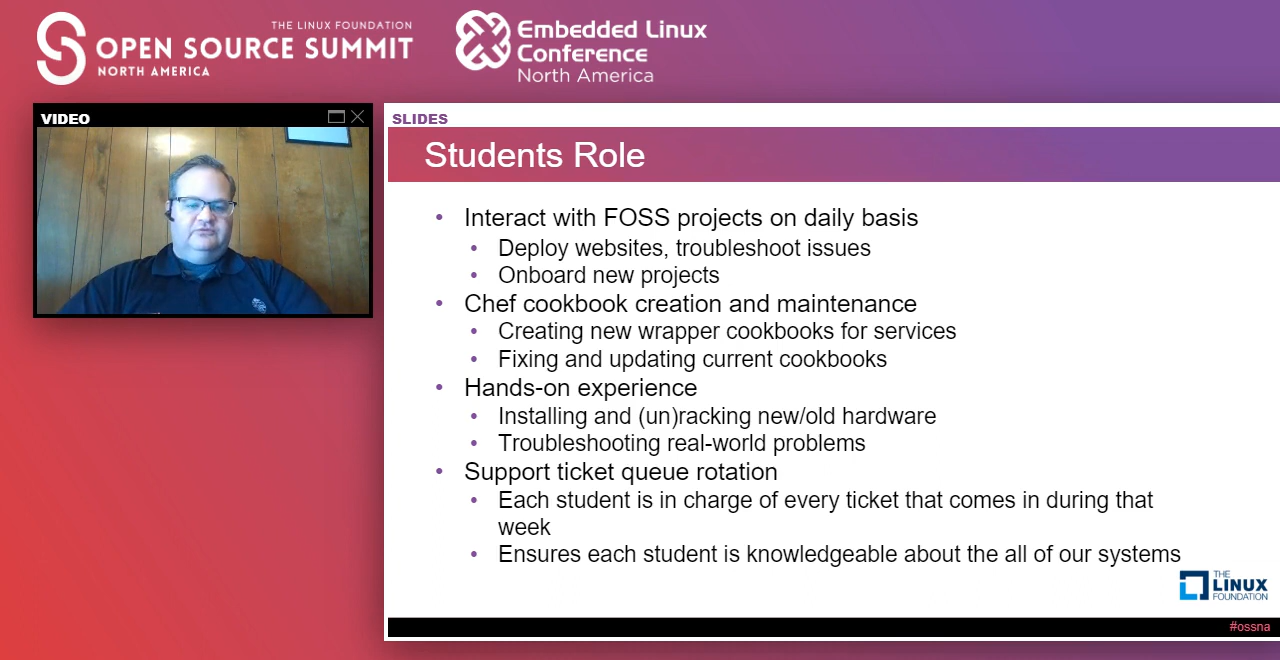 THE LINUX FOUNDATION
OPEN SOURCE SUMMIT
NORTH AMERICA
Embedded Linux
Conference
North America
VIDEO
SLIDES
Students Role
• Interact with FOSS projects on daily basis
• Deploy websites, troubleshoot issues
• Onboard new projects
• Chef cookbook creation and maintenance
• Creating new wrapper cookbooks for services
• Fixing and updating current cookbooks
• Hands-on experience
• Installing and (un)racking new/old hardware
• Troubleshooting real-world problems
• Support ticket queue rotation
• Each student is in charge of every ticket that comes in during that
week
• Ensures each student is knowledgeable about the all of our systems
THE
LINUX
FOUNDATION
#ossna